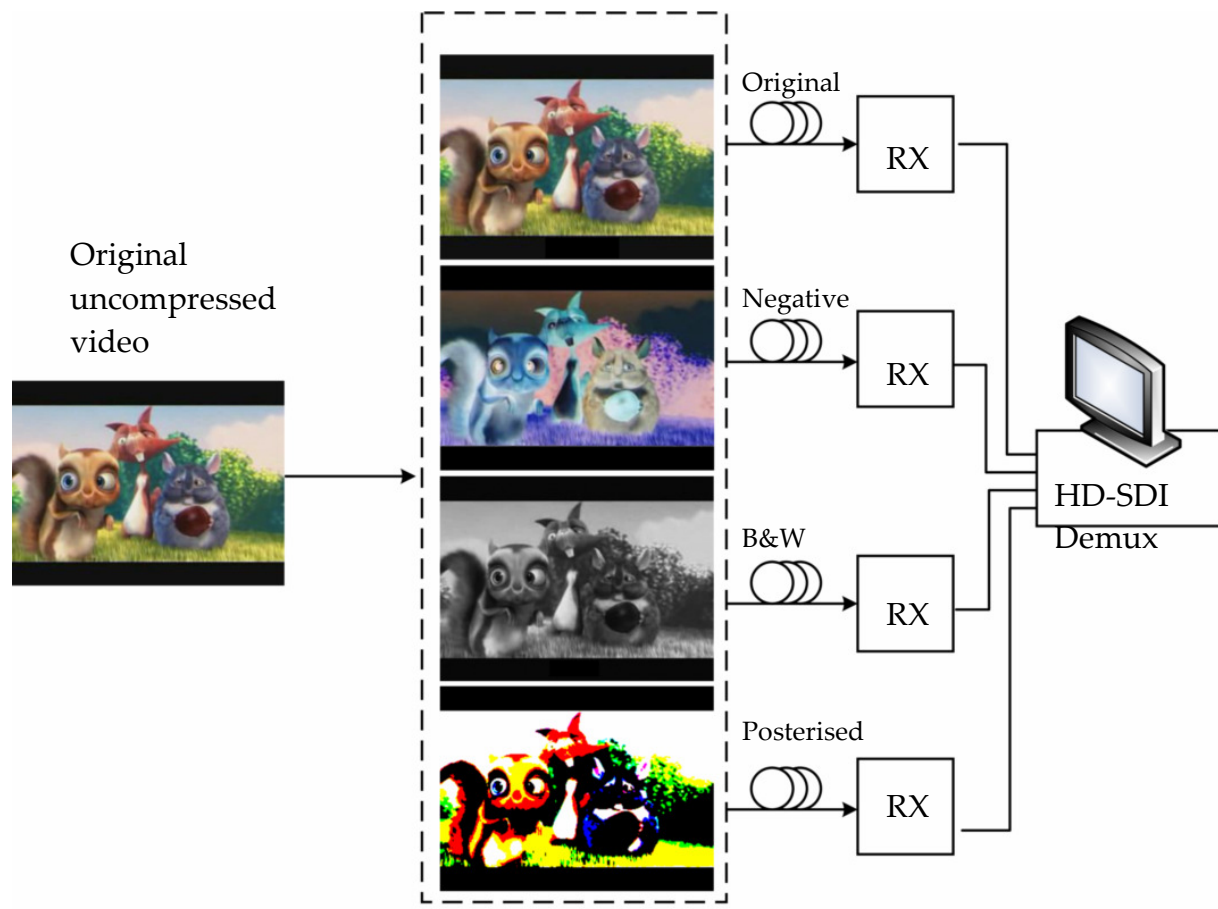 Original
uncompressed
video
Original
RX
Negative
RX
B&W
RX
Posterised
RX
HD-SDI
Demux